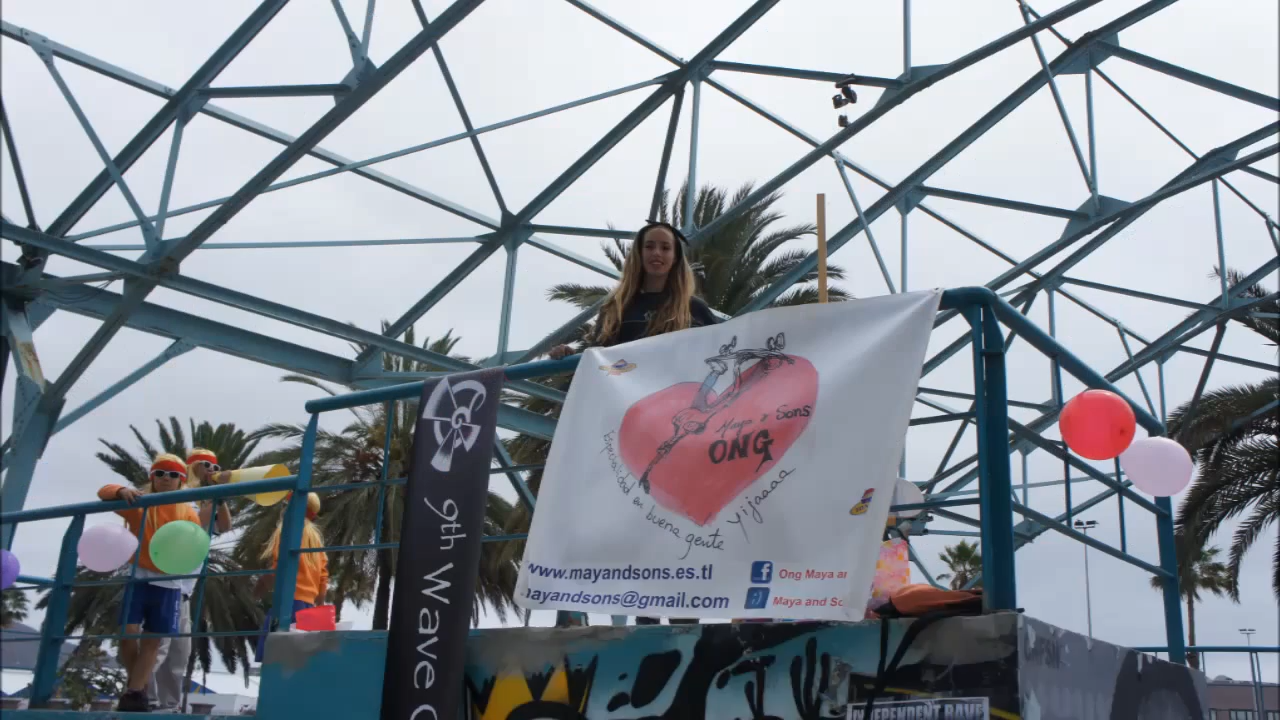 Maya & Sons
ONG
Especialidad en buena gente Yijaaaa
www.mayandsons.es.tl
Ong Maya an
ayandsons@gmail.com
Maya and So
9th Wave
INDEPENDENT RAVE